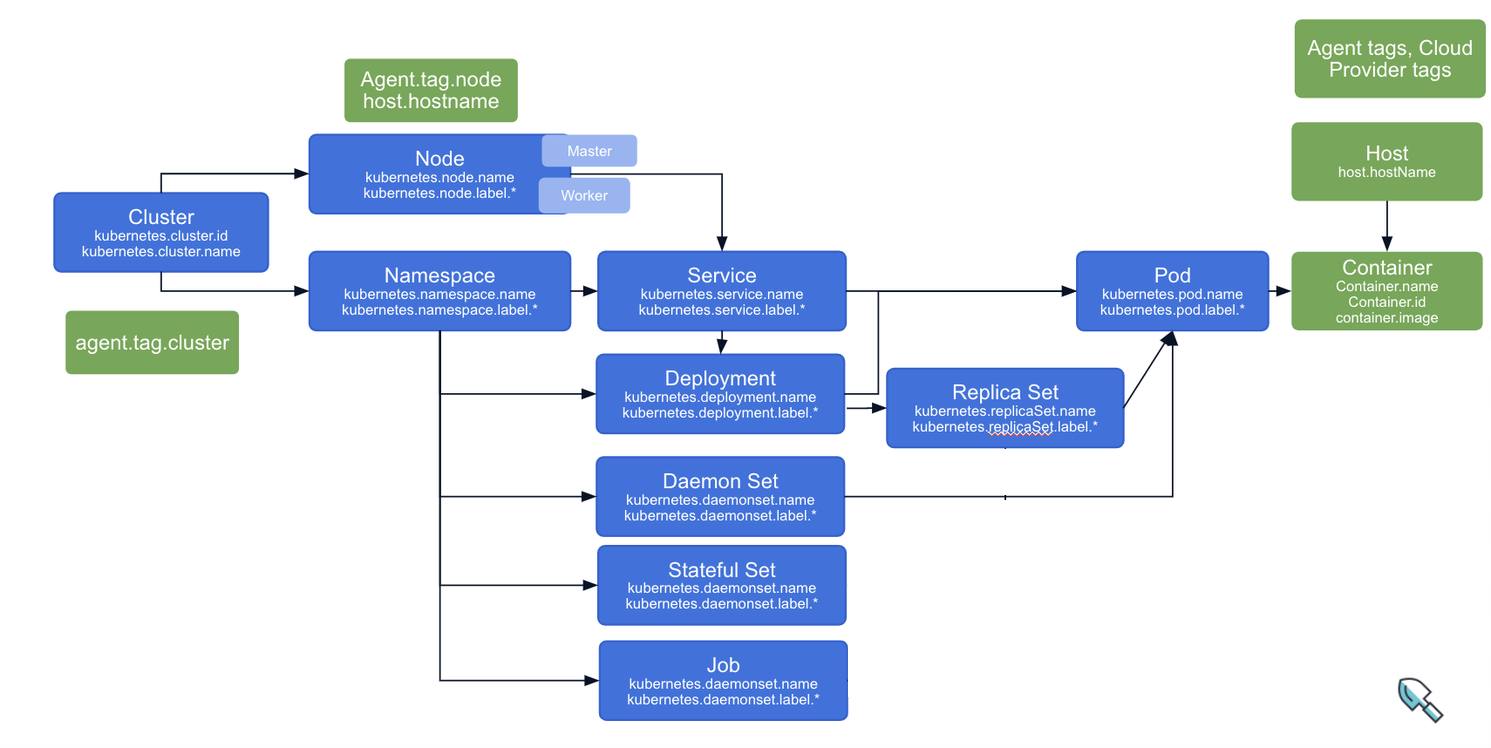 Agent tags, Cloud
Provider tags
Agent.tag.node
host.hostname
Node
kubernetes.node.name
kubernetes.node.label.*
Master
Worker
Host
host.hostName
Cluster
kubernetes.cluster.id
kubernetes.cluster.name
Namespace
kubernetes.namespace.name
kubernetes.namespace.label.*
Service
kubernetes.service.name
kubernetes.service.label.*
Pod
kubernetes.pod.name
kubernetes.pod.label.*
Container
Container.name
Container.id
container.image
agent.tag.cluster
Deployment
kubernetes.deployment.name
kubernetes.deployment.label.*
Replica Set
kubernetes.replicaSet.name
kubernetes.replicaSet.label.*
Daemon Set
kubernetes.daemonset.name
kubernetes.daemonset.label.*
Stateful Set
kubernetes.daemonset.name
kubernetes.daemonset.label.*
Job
kubernetes.daemonset.name
kubernetes.daemonset.label.*